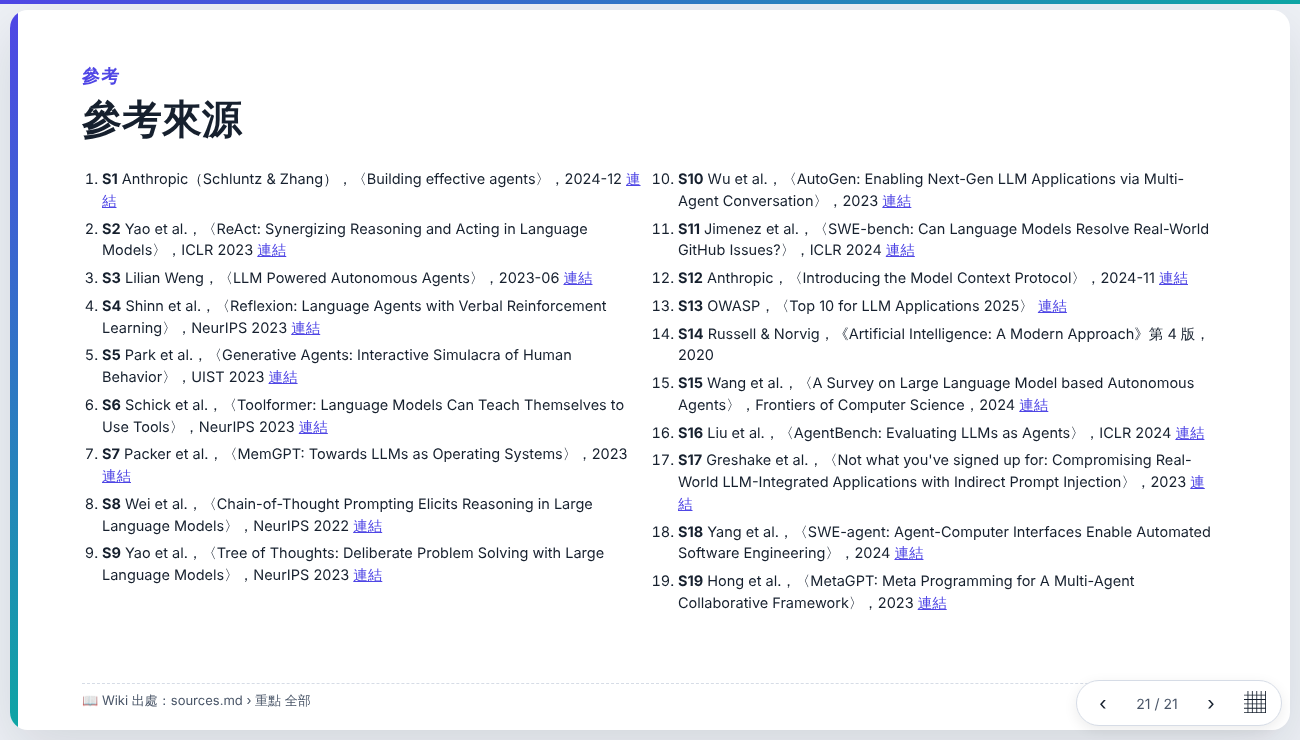 參考
參考來源
1. S1 Anthropic（Schluntz & Zhang），〈Building effective agents〉，2024-12 連
結
2. S2 Yao et al.，〈ReAct: Synergizing Reasoning and Acting in Language
Models〉，ICLR 2023 連結
3. S3 Lilian Weng，〈LLM Powered Autonomous Agents〉，2023-06 連結
4. S4 Shinn et al.，〈Reflexion: Language Agents with Verbal Reinforcement
Learning〉，NeurIPS 2023 連結
5. S5 Park et al.，〈Generative Agents: Interactive Simulacra of Human
Behavior〉，UIST 2023 連結
6. S6 Schick et al.，〈Toolformer: Language Models Can Teach Themselves to
Use Tools〉，NeurIPS 2023 連結
7. S7 Packer et al.，〈MemGPT: Towards LLMs as Operating Systems〉，2023
連結
8. S8 Wei et al.，〈Chain-of-Thought Prompting Elicits Reasoning in Large
Language Models〉，NeurIPS 2022 連結
9. S9 Yao et al.，〈Tree of Thoughts: Deliberate Problem Solving with Large
Language Models〉，NeurIPS 2023 連結
10. S10 Wu et al.，〈AutoGen: Enabling Next-Gen LLM Applications via Multi-
Agent Conversation〉，2023 連結
11. S11 Jimenez et al.，〈SWE-bench: Can Language Models Resolve Real-World
GitHub Issues?〉，ICLR 2024 連結
12. S12 Anthropic，〈Introducing the Model Context Protocol〉，2024-11 連結
13. S13 OWASP，〈Top 10 for LLM Applications 2025〉 連結
14. S14 Russell & Norvig，《Artificial Intelligence: A Modern Approach》第 4 版，
2020
15. S15 Wang et al.，〈A Survey on Large Language Model based Autonomous
Agents〉，Frontiers of Computer Science，2024 連結
16. S16 Liu et al.，〈AgentBench: Evaluating LLMs as Agents〉，ICLR 2024 連結
17. S17 Greshake et al.，〈Not what you've signed up for: Compromising Real-
World LLM-Integrated Applications with Indirect Prompt Injection〉，2023 連
結
18. S18 Yang et al.，〈SWE-agent: Agent-Computer Interfaces Enable Automated
Software Engineering〉，2024 連結
19. S19 Hong et al.，〈MetaGPT: Meta Programming for A Multi-Agent
Collaborative Framework〉，2023 連結
📖 Wiki 出處：sources.md › 重點 全部
‹ 21 / 21 ›